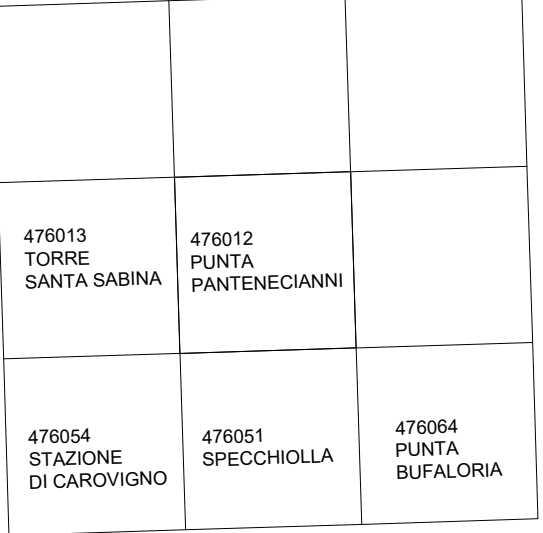 476013
TORRE
SANTA SABINA
476012
PUNTA
PANTENECIANNI
476054
STAZIONE
DI CAROVIGNO
476051
SPECCHIOLLA
476064
PUNTA
BUFALORIA